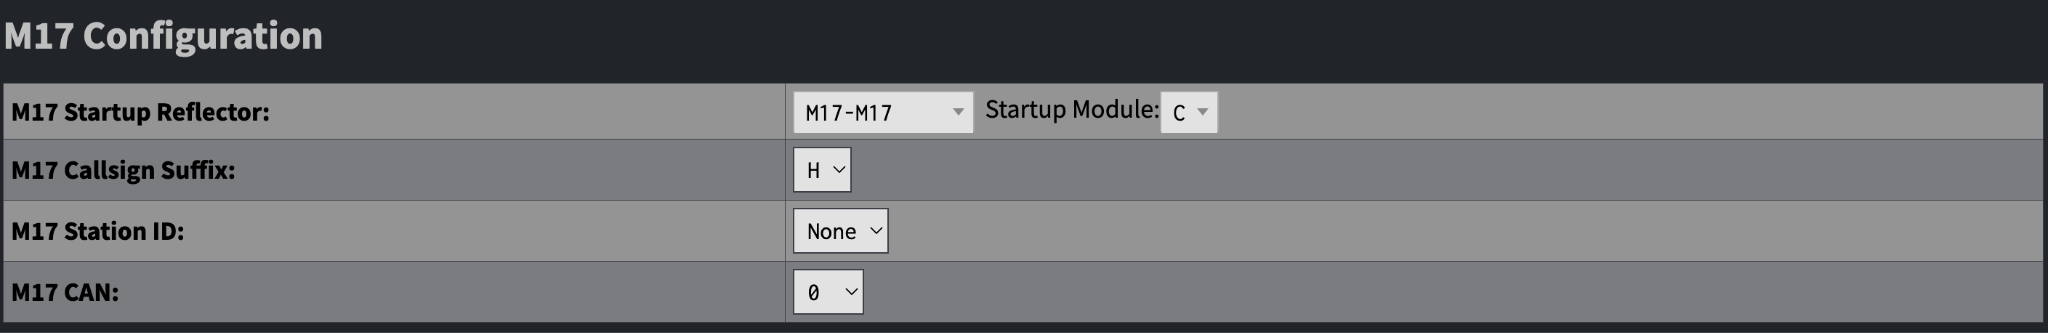 M17 Configuration
M17 Startup Reflector: M17-M17 Startup Module: C
M17 Callsign Suffix: H
M17 Station ID: None
M17 CAN: 0